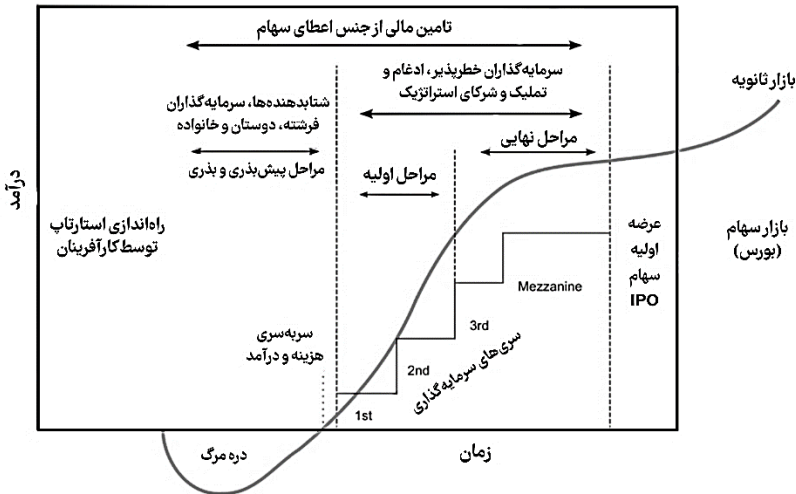 تامین مالی از جنس اعطای سهام
سرمایه‌گذاران خطرپذیر، ادغام و
تملیک و شرکای استراتژیک
بازار ثانویه
شتابدهنده‌ها، سرمایه‌گذاران
فرشته، دوستان و خانواده
مراحل نهایی
مراحل پیش‌بذری و بذری
مراحل اولیه
درآمد
راه‌اندازی استارتاپ
توسط کارآفرینان
عرضه
اولیه
سهام
IPO
بازار سهام
(بورس)
Mezzanine
سربه‌سری
هزینه و درآمد
3rd
2nd
1st
سری‌های سرمایه‌گذاری
دره مرگ
زمان